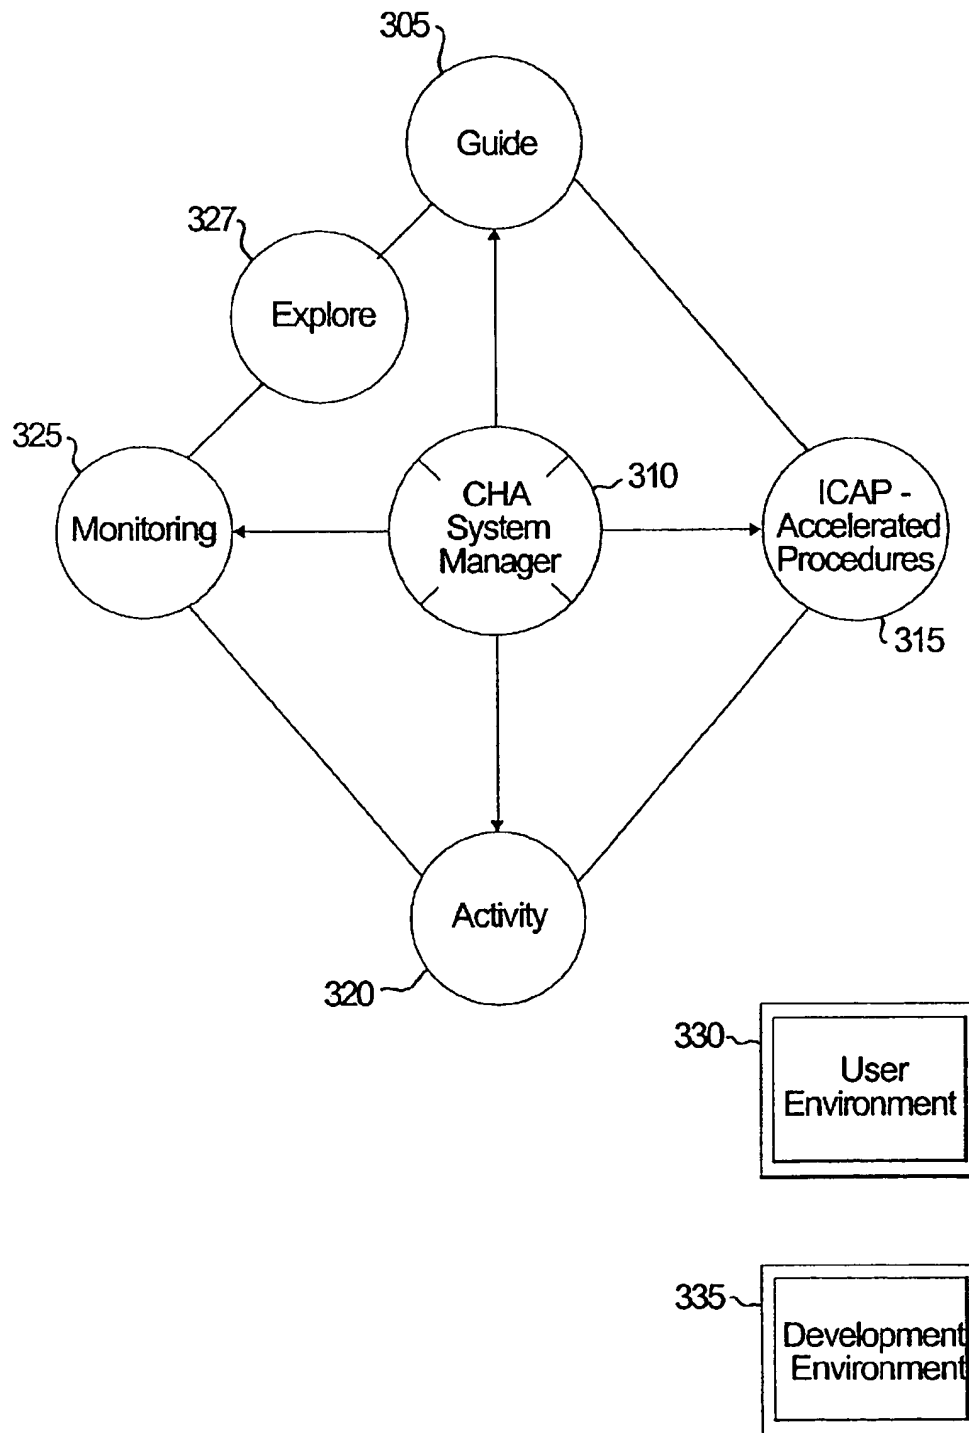 305
Guide
327
Explore
325
Monitoring
CHA
System
Manager
310
ICAP -
Accelerated
Procedures
315
Activity
320
330
User
Environment
335
Development
Environment